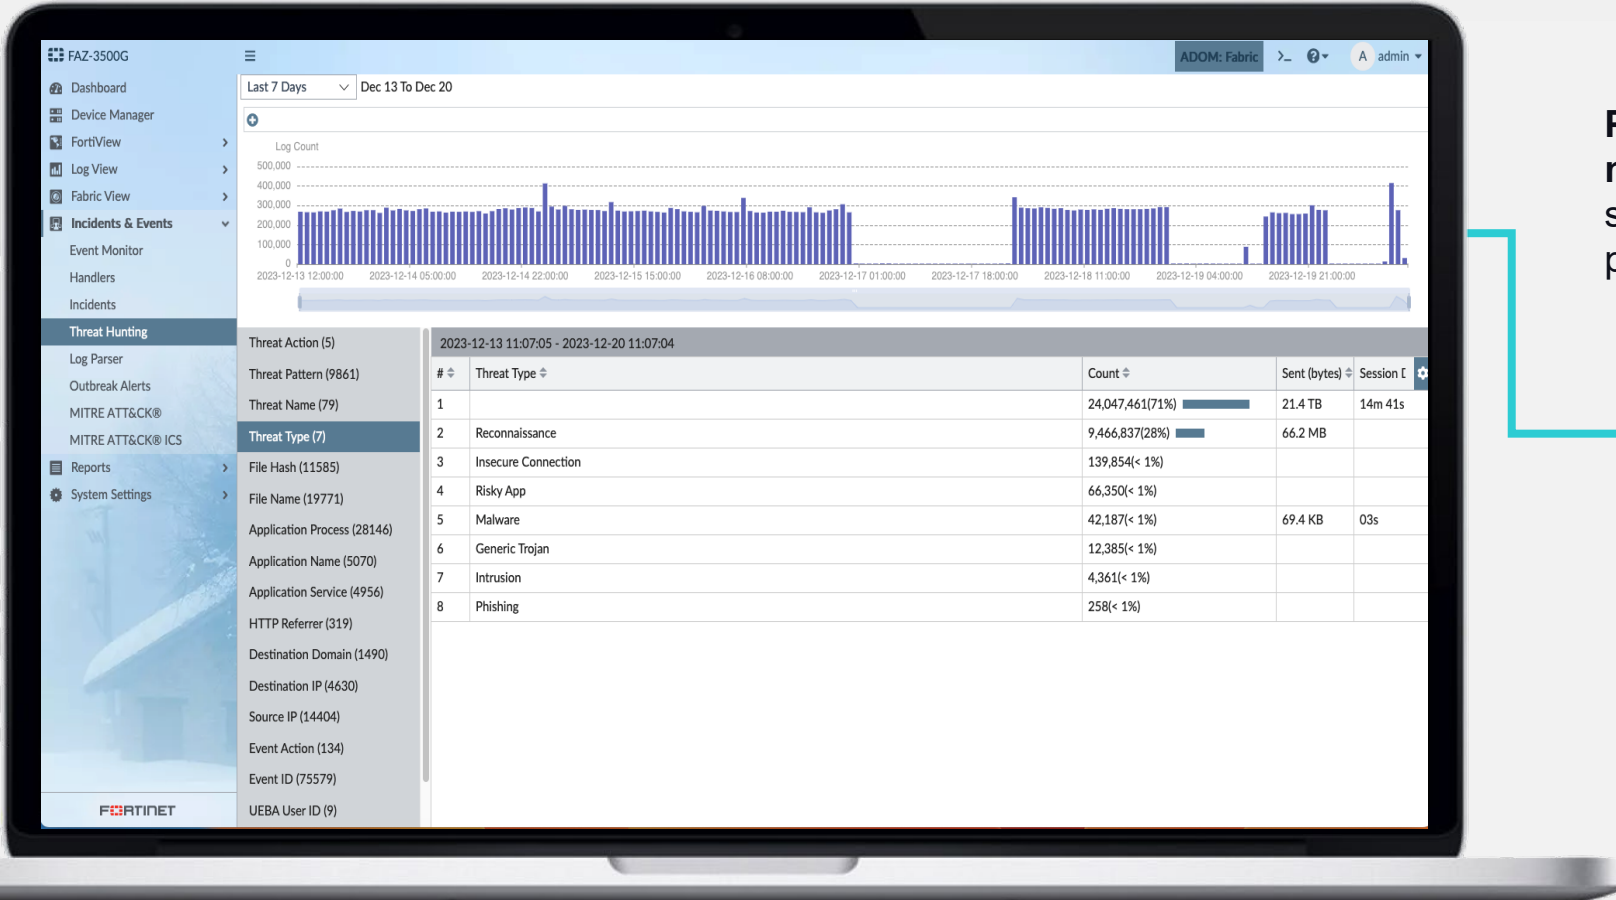 FAZ-3500G
ADOM: Fabric
A admin
Dashboard
Device Manager
FortiView
Log View
Fabric View
Incidents & Events
Event Monitor
Handlers
Incidents
Threat Hunting
Log Parser
Outbreak Alerts
MITRE ATT&CK®
MITRE ATT&CK® ICS
Reports
System Settings
FORTINET
Last 7 Days Dec 13 To Dec 20
Log Count
500,000
400,000
300,000
200,000
100,000
0
2023-12-13 12:00:00 2023-12-14 05:00:00 2023-12-14 22:00:00 2023-12-15 15:00:00 2023-12-16 08:00:00 2023-12-17 01:00:00 2023-12-17 18:00:00 2023-12-18 11:00:00 2023-12-19 04:00:00 2023-12-19 21:00:00
Threat Action (5)
Threat Pattern (9861)
Threat Name (79)
Threat Type (7)
File Hash (11585)
File Name (19771)
Application Process (28146)
Application Name (5070)
Application Service (4956)
HTTP Referrer (319)
Destination Domain (1490)
Destination IP (4630)
Source IP (14404)
Event Action (134)
Event ID (75579)
UEBA User ID (9)
2023-12-13 11:07:05 - 2023-12-20 11:07:04
# Threat Type Count Sent (bytes) Session D
1 24,047,461(71%) 21.4 TB 14m 41s
2 Reconnaissance 9,466,837(28%) 66.2 MB
3 Insecure Connection 139,854(< 1%)
4 Risky App 66,350(< 1%)
5 Malware 42,187(< 1%) 69.4 KB 03s
6 Generic Trojan 12,385(< 1%)
7 Intrusion 4,361(< 1%)
8 Phishing 258(< 1%)